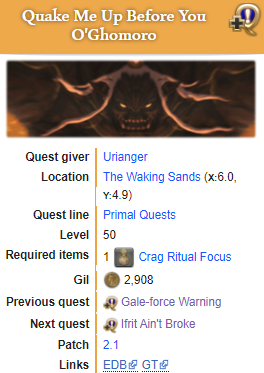 Quake Me Up Before You
O'Ghomoro
Quest giver Urianger
Location The Waking Sands (X:6.0,
Y:4.9)
Quest line Primal Quests
Level 50
Required items 1 Crag Ritual Focus
Gil 2,908
Previous quest Gale-force Warning
Next quest Ifrit Ain't Broke
Patch 2.1
Links EDB GT